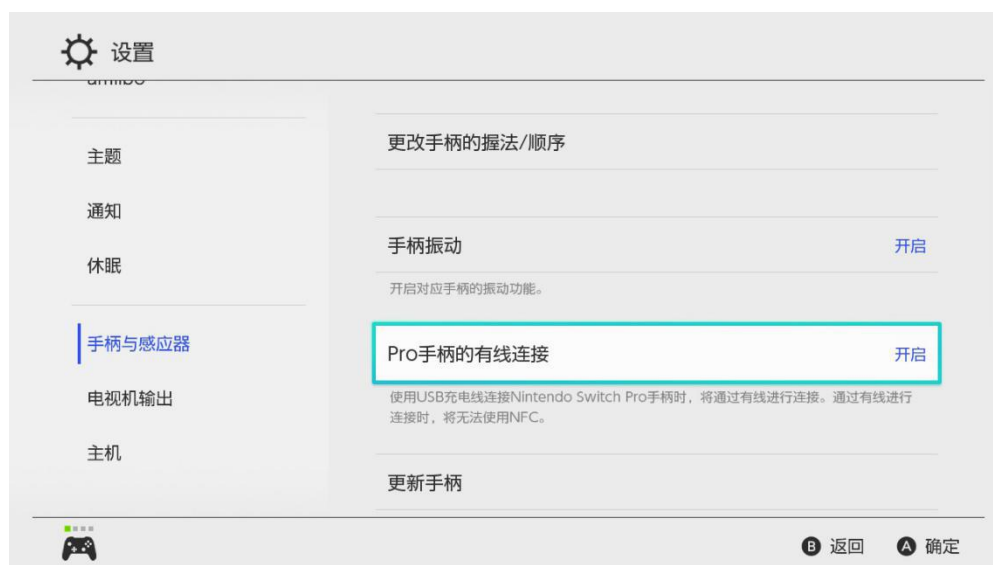 设置
amiibo
主题
通知
休眠
手柄与感应器
电视机输出
主机
更改手柄的握法/顺序
手柄振动 开启
开启对应手柄的振动功能。
Pro手柄的有线连接 开启
使用USB充电线连接Nintendo Switch Pro手柄时，将通过有线进行连接。通过有线进行
连接时，将无法使用NFC。
更新手柄
B 返回 A 确定